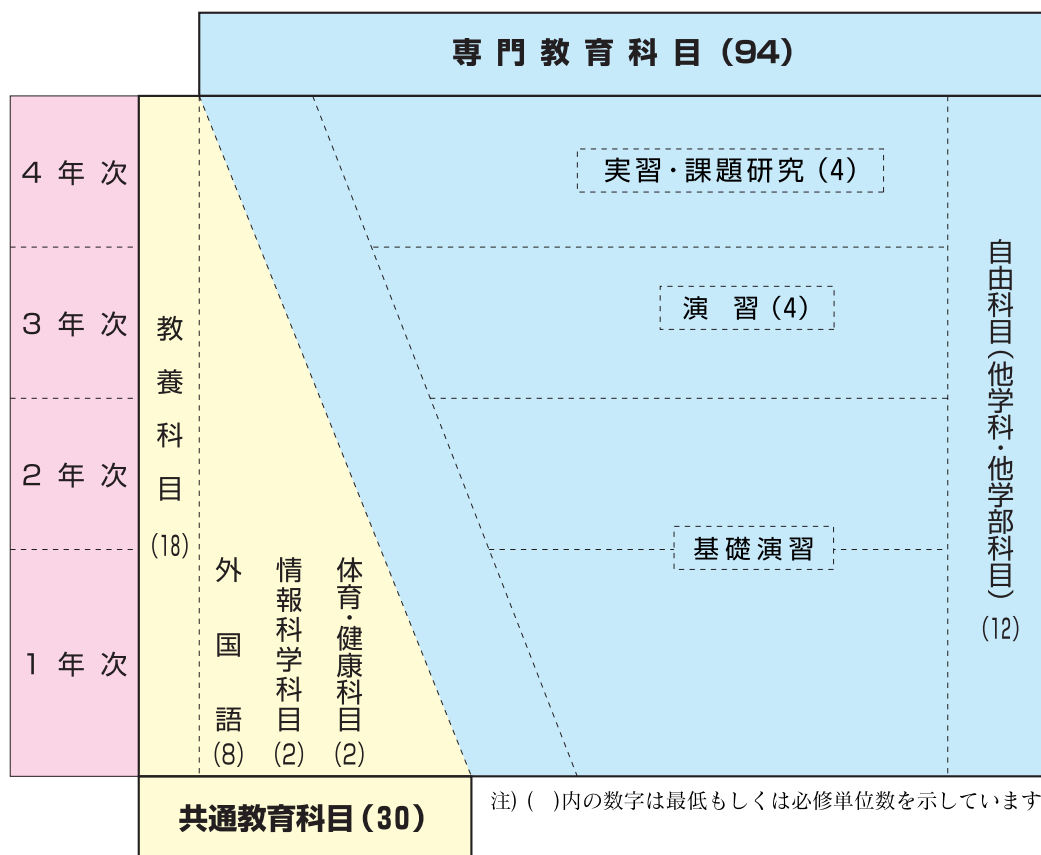 専門教育科目（94）
4年次
実習・課題研究（4）
3年次
演 習（4）
2年次
基礎演習
1年次
教養科目（18）
外国語（8）
情報科学科目（2）
体育・健康科目（2）
自由科目（他学科・他学部科目）（12）
共通教育科目（30）
注)（ )内の数字は最低もしくは必修単位数を示しています